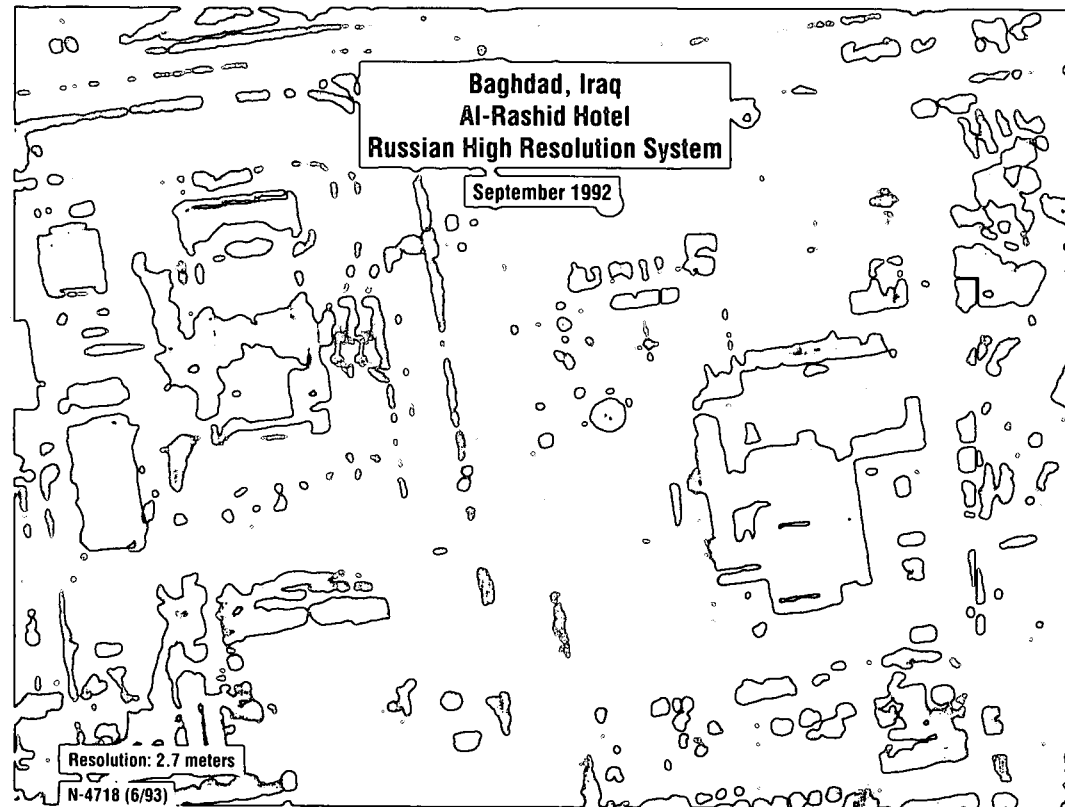 Baghdad, Iraq
Al-Rashid Hotel
Russian High Resolution System
September 1992
Resolution: 2.7 meters
N-4718 (6/93)